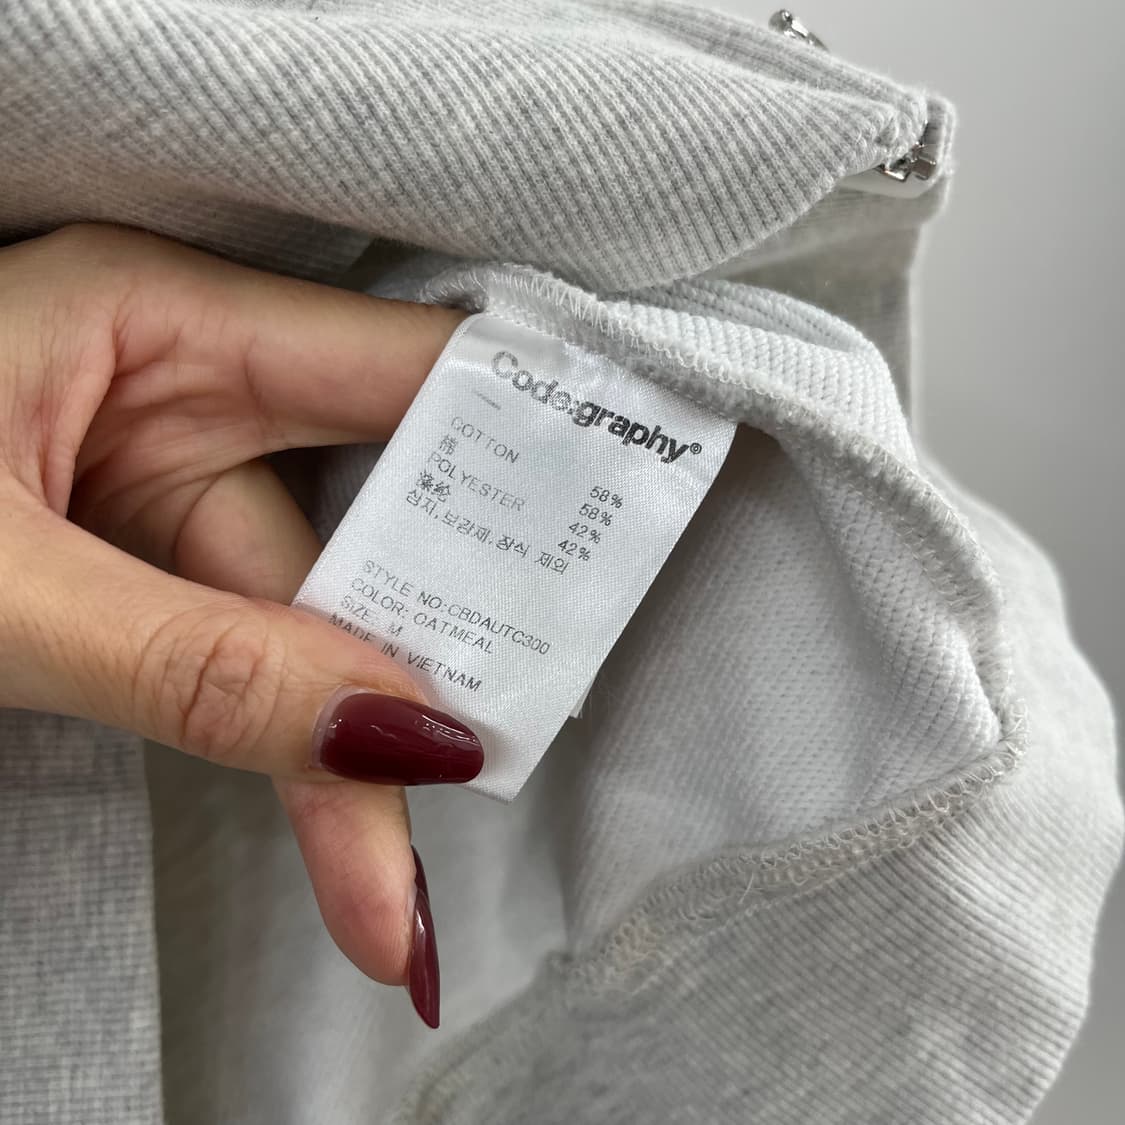 Code:graphy®
COTTON 58%
棉 58%
POLYESTER 42%
涤纶 42%
심지,보강재,장식 제외
STYLE NO:CBDAUTC300
COLOR: OATMEAL
SIZE: M
MADE IN VIETNAM